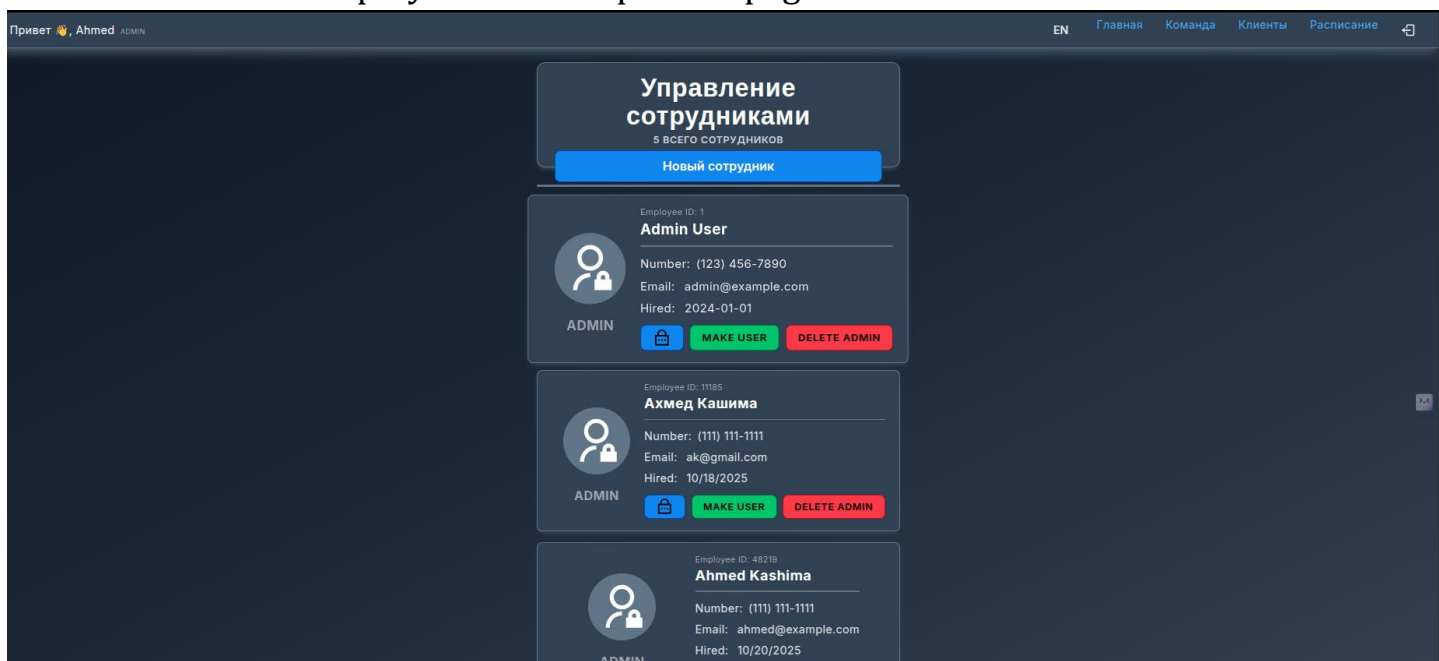 Привет 👋, Ahmed ADMIN
EN Главная Команда Клиенты Расписание
Управление
сотрудниками
5 ВСЕГО СОТРУДНИКОВ
Новый сотрудник
Employee ID: 1
Admin User
Number: (123) 456-7890
Email: admin@example.com
Hired: 2024-01-01
ADMIN
MAKE USER DELETE ADMIN
Employee ID: 11185
Ахмед Кашима
Number: (111) 111-1111
Email: ak@gmail.com
Hired: 10/18/2025
ADMIN
MAKE USER DELETE ADMIN
Employee ID: 48219
Ahmed Kashima
Number: (111) 111-1111
Email: ahmed@example.com
Hired: 10/20/2025
ADMIN